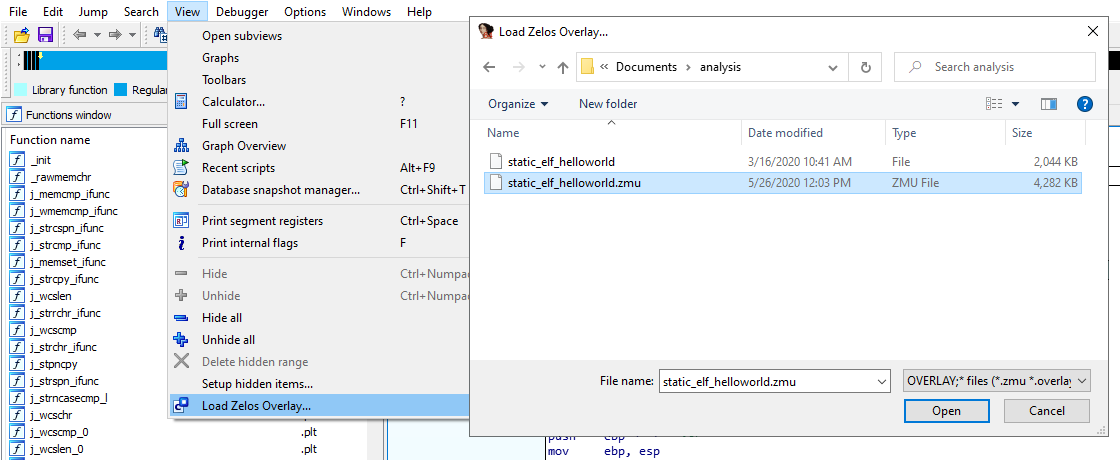 File Edit Jump Search View Debugger Options Windows Help
Library function Regula
Functions window
Function name
_init
_rawmemchr
j_memcmp_ifunc
j_wmemcmp_ifunc
j_strcspn_ifunc
j_strcmp_ifunc
j_memset_ifunc
j_strcpy_ifunc
j_wcslen
j_strrchr_ifunc
j_wcscmp
j_strchr_ifunc
j_stpncpy
j_strspn_ifunc
j_strncasecmp_l
j_wcschr
j_wcscmp_0 .plt
j_wcslen_0 .plt
Open subviews
Graphs
Toolbars
Calculator... ?
Full screen F11
Graph Overview
Recent scripts Alt+F9
Database snapshot manager... Ctrl+Shift+T
Print segment registers Ctrl+Space
Print internal flags F
Hide Ctrl+Numpa
Unhide Ctrl+Numpa
Hide all
Unhide all
Delete hidden range
Setup hidden items...
Load Zelos Overlay...
Load Zelos Overlay...
« Documents › analysis
Search analysis
Organize New folder
Name Date modified Type Size
static_elf_helloworld 3/16/2020 10:41 AM File 2,044 KB
static_elf_helloworld.zmu 5/26/2020 12:03 PM ZMU File 4,282 KB
File name: static_elf_helloworld.zmu OVERLAY;* files (*.zmu *.overlay
Open Cancel
push ebp
mov ebp, esp